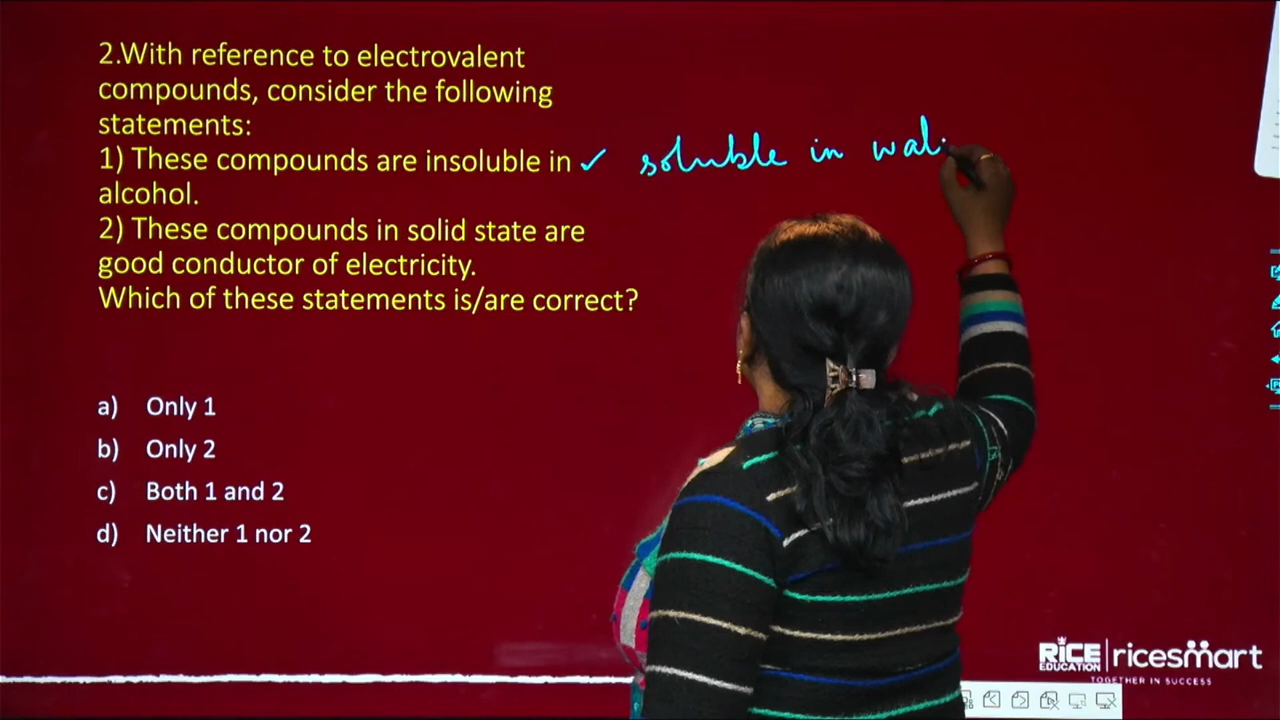 2.With reference to electrovalent
compounds, consider the following
statements:
1) These compounds are insoluble in ✓ soluble in wat
alcohol.
2) These compounds in solid state are
good conductor of electricity.
Which of these statements is/are correct?
a) Only 1
b) Only 2
c) Both 1 and 2
d) Neither 1 nor 2
RICE EDUCATION | ricesmart
TOGETHER IN SUCCESS